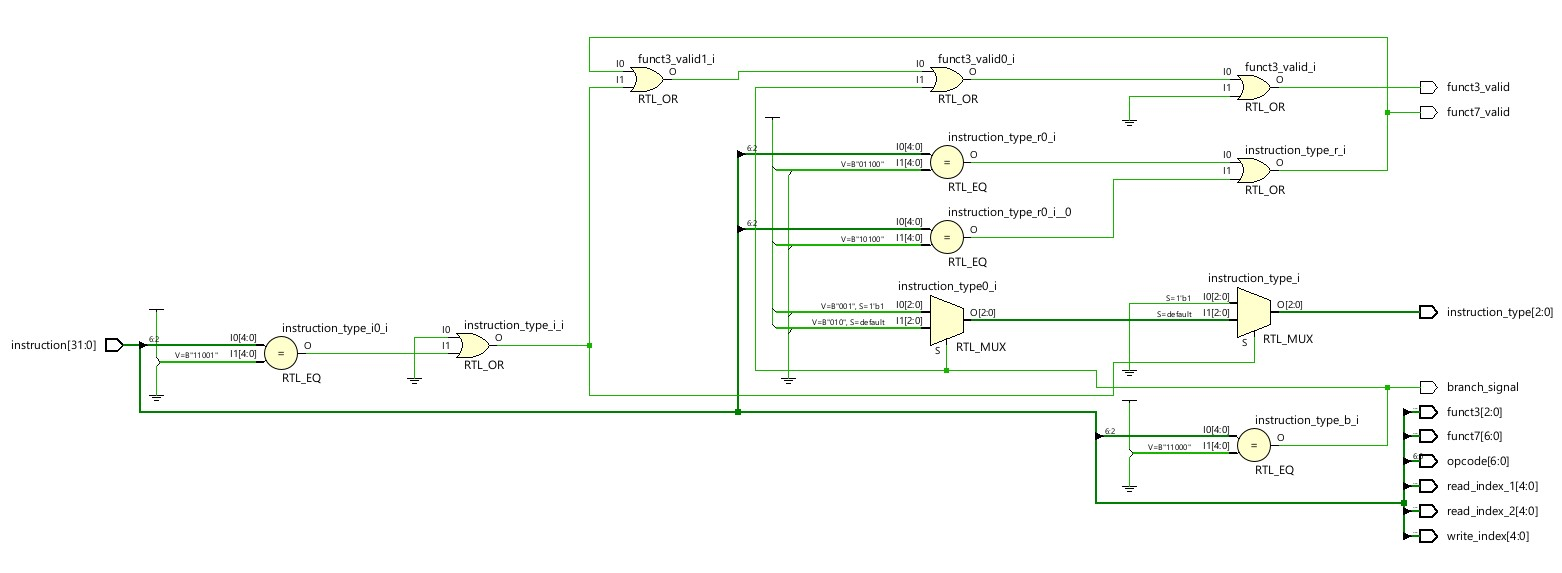 funct3_valid1_i
I0
I1
O
RTL_OR
funct3_valid0_i
I0
I1
O
RTL_OR
funct3_valid_i
I0
I1
O
RTL_OR
funct3_valid
funct7_valid
instruction_type_r0_i
6:2
I0[4:0]
V=B"01100"
I1[4:0]
O
=
RTL_EQ
instruction_type_r_i
I0
I1
O
RTL_OR
instruction_type_r0_i__0
6:2
I0[4:0]
V=B"10100"
I1[4:0]
O
=
RTL_EQ
instruction_type0_i
V=B"001", S=1'b1
I0[2:0]
V=B"010", S=default
I1[2:0]
O[2:0]
S
RTL_MUX
instruction_type_i
S=1'b1
I0[2:0]
S=default
I1[2:0]
O[2:0]
S
RTL_MUX
instruction_type[2:0]
instruction[31:0]
instruction_type_i0_i
6:2
I0[4:0]
V=B"11001"
I1[4:0]
O
=
RTL_EQ
instruction_type_i_i
I0
I1
O
RTL_OR
branch_signal
instruction_type_b_i
6:2
I0[4:0]
V=B"11000"
I1[4:0]
O
=
RTL_EQ
funct3[2:0]
funct7[6:0]
opcode[6:0]
read_index_1[4:0]
read_index_2[4:0]
write_index[4:0]